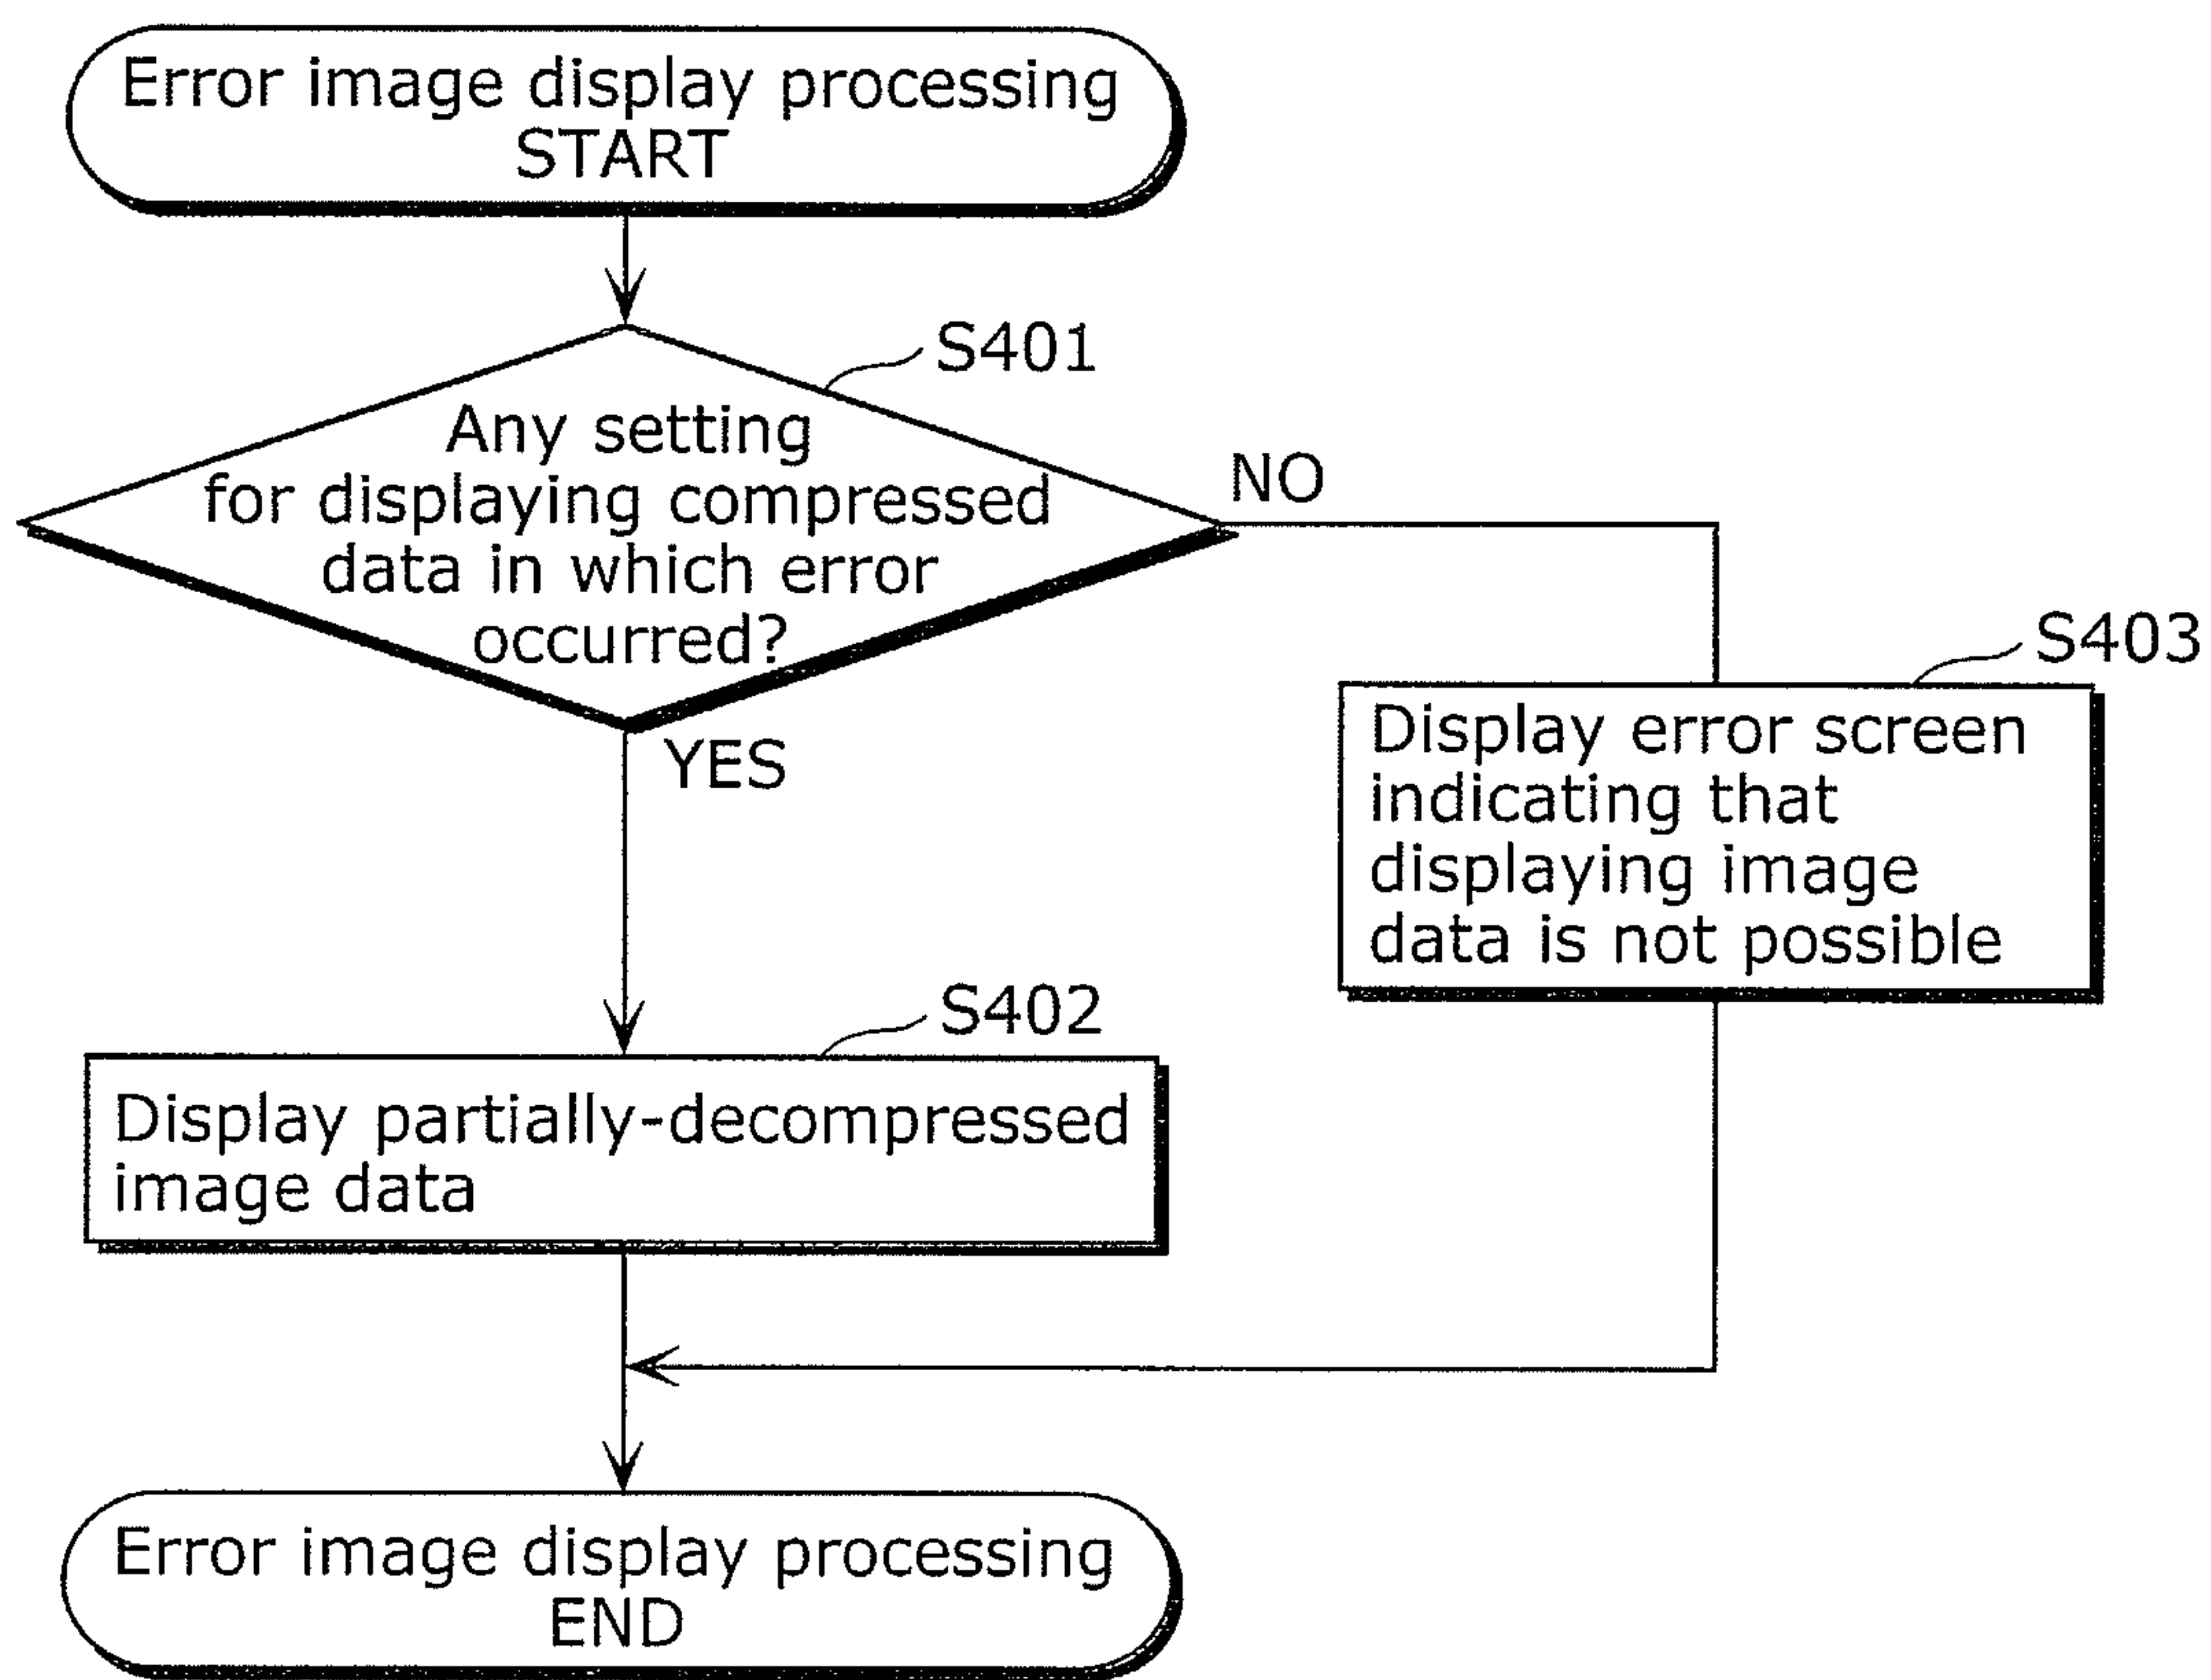 Error image display processing
START
S401
Any setting
for displaying compressed
data in which error
occurred?
NO
YES
S403
Display error screen
indicating that
displaying image
data is not possible
S402
Display partially-decompressed
image data
Error image display processing
END